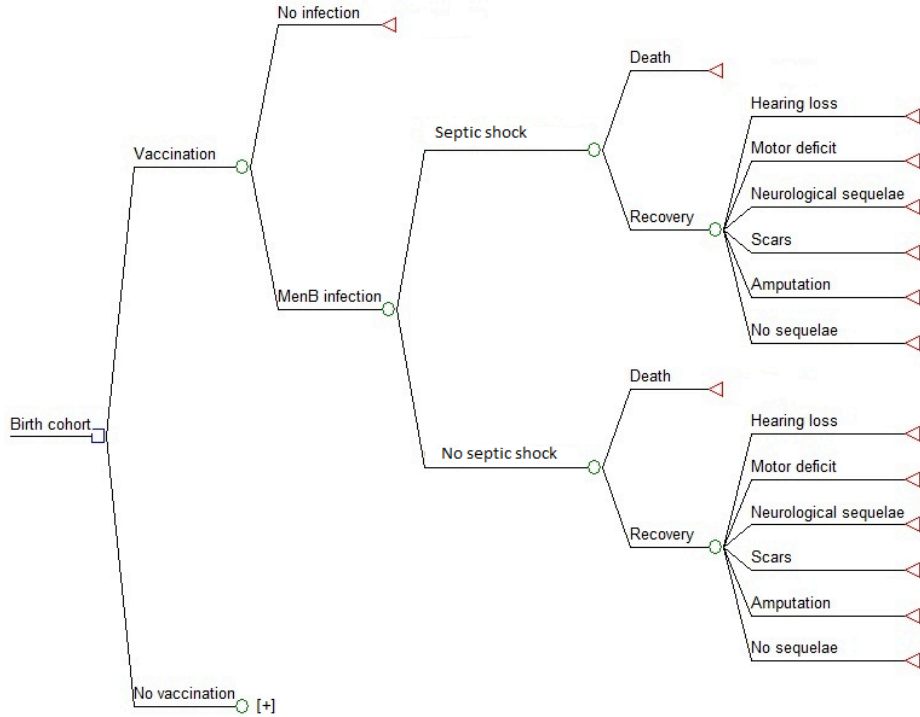 No infection
Death
Hearing loss
Septic shock
Vaccination
Motor deficit
Neurological sequelae
Recovery
Scars
MenB infection
Amputation
No sequelae
Death
Birth cohort
Hearing loss
No septic shock
Motor deficit
Neurological sequelae
Recovery
Scars
Amputation
No sequelae
No vaccination
[+]